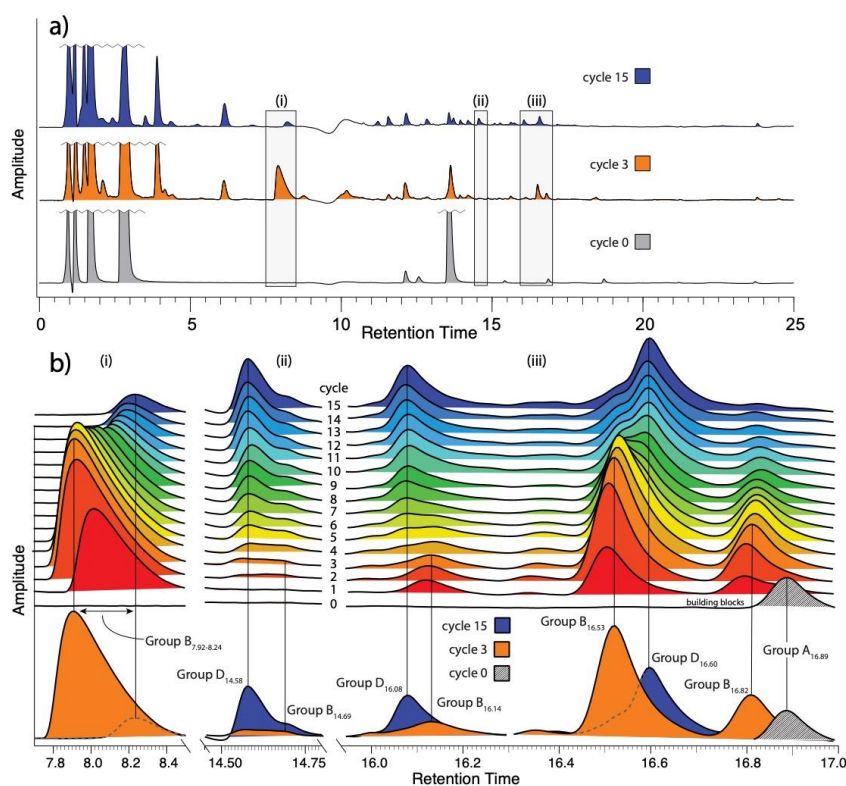 a)
cycle 15
(i)
(ii)
(iii)
cycle 3
cycle 0
Amplitude
0 5 10 15 20 25
Retention Time
b)
(i)
(ii)
(iii)
cycle
15
14
13
12
11
10
9
8
7
6
5
4
3
2
1
0
building blocks
Amplitude
cycle 15
cycle 3
cycle 0
Group B7.92-8.24
Group D14.58
Group B14.69
Group D16.08
Group B16.14
Group B16.53
Group D16.60
Group B16.82
Group A16.89
7.8 8.0 8.2 8.4 14.50 14.75 16.0 16.2 16.4 16.6 16.8 17.0
Retention Time